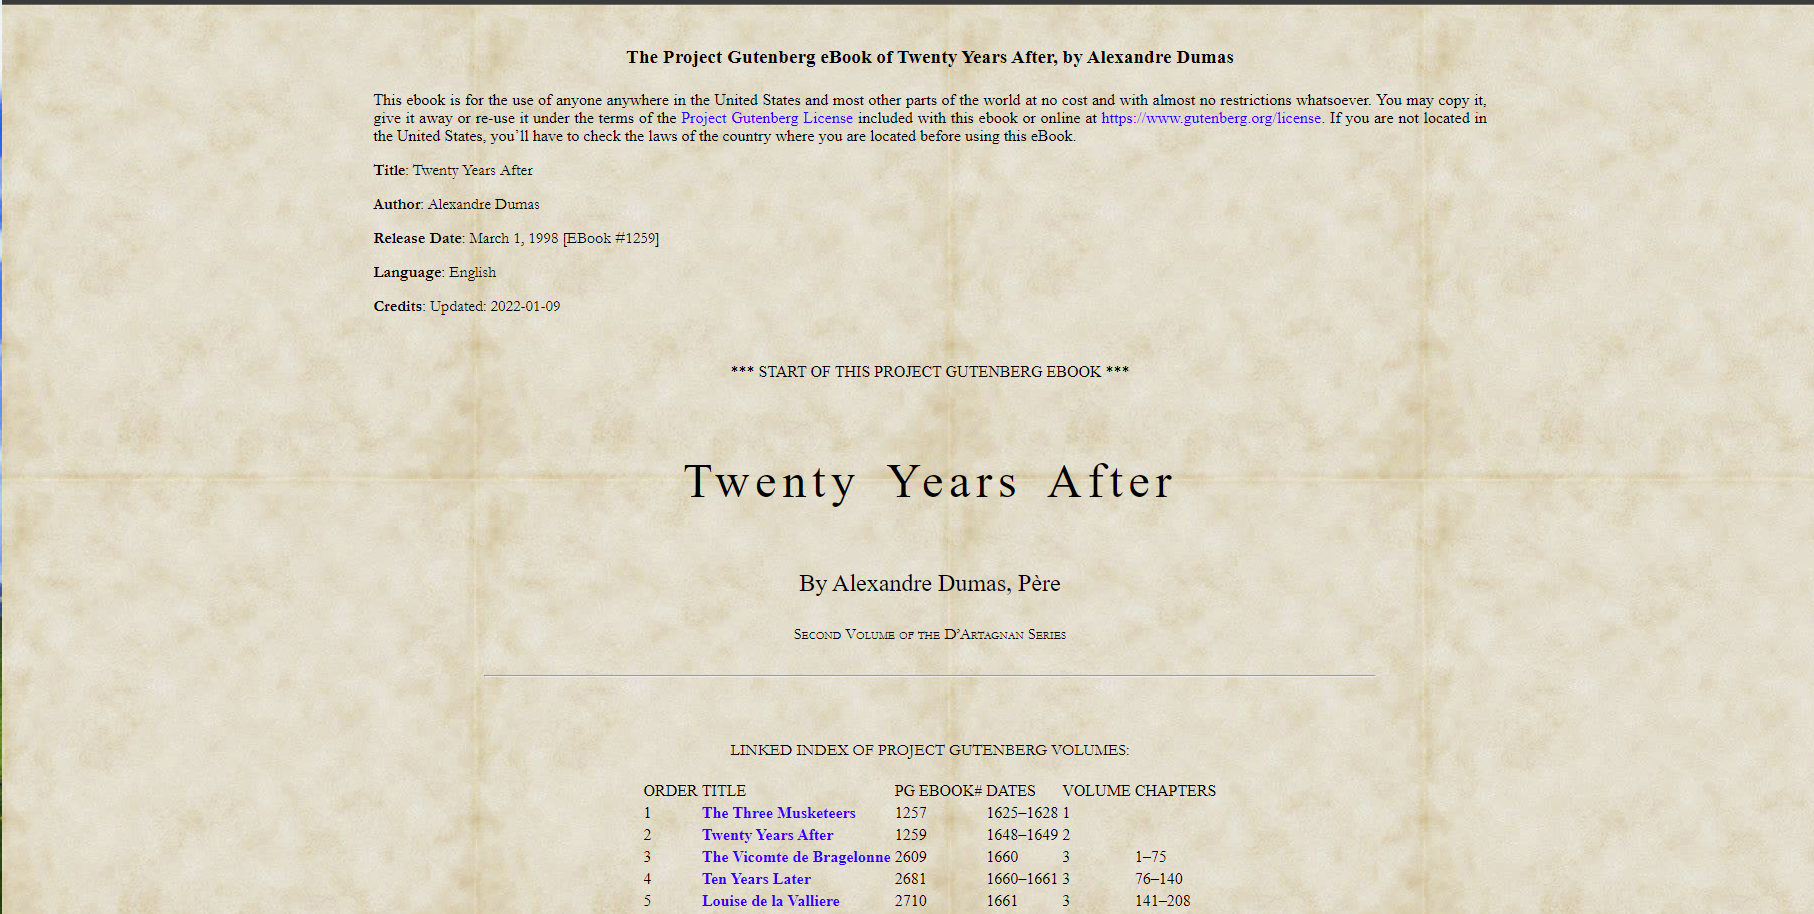 The Project Gutenberg eBook of Twenty Years After, by Alexandre Dumas
This ebook is for the use of anyone anywhere in the United States and most other parts of the world at no cost and with almost no restrictions whatsoever. You may copy it,
give it away or re-use it under the terms of the Project Gutenberg License included with this ebook or online at https://www.gutenberg.org/license. If you are not located in
the United States, you’ll have to check the laws of the country where you are located before using this eBook.
Title: Twenty Years After
Author: Alexandre Dumas
Release Date: March 1, 1998 [EBook #1259]
Language: English
Credits: Updated: 2022-01-09
*** START OF THIS PROJECT GUTENBERG EBOOK ***
Twenty Years After
By Alexandre Dumas, Père
Second Volume of the D’Artagnan Series
LINKED INDEX OF PROJECT GUTENBERG VOLUMES:
ORDER TITLE PG EBOOK# DATES VOLUME CHAPTERS
1 The Three Musketeers 1257 1625–1628 1
2 Twenty Years After 1259 1648–1649 2
3 The Vicomte de Bragelonne 2609 1660 3 1–75
4 Ten Years Later 2681 1660–1661 3 76–140
5 Louise de la Valliere 2710 1661 3 141–208